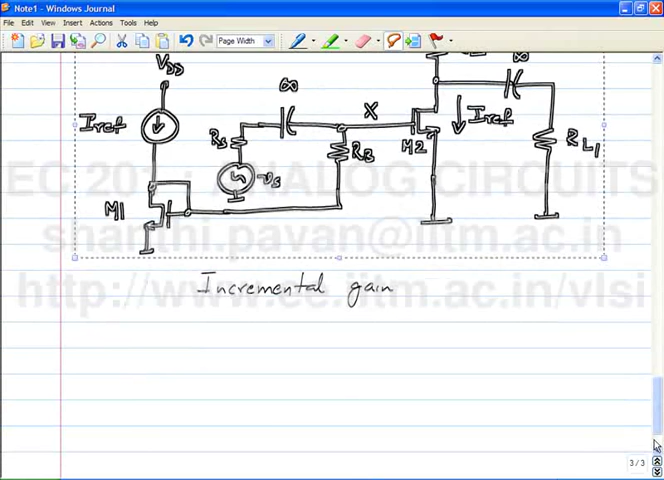 Note1 - Windows Journal
File Edit View Insert Actions Tools Help
Page Width
VDD
∞
∞
Iref
X
Iref
Rs
RB
M2
RL1
vs
M1
EC 201: ANALOG CIRCUITS
shanthi.pavan@iitm.ac.in
http://www.ee.iitm.ac.in/vlsi
Incremental gain
3 / 3